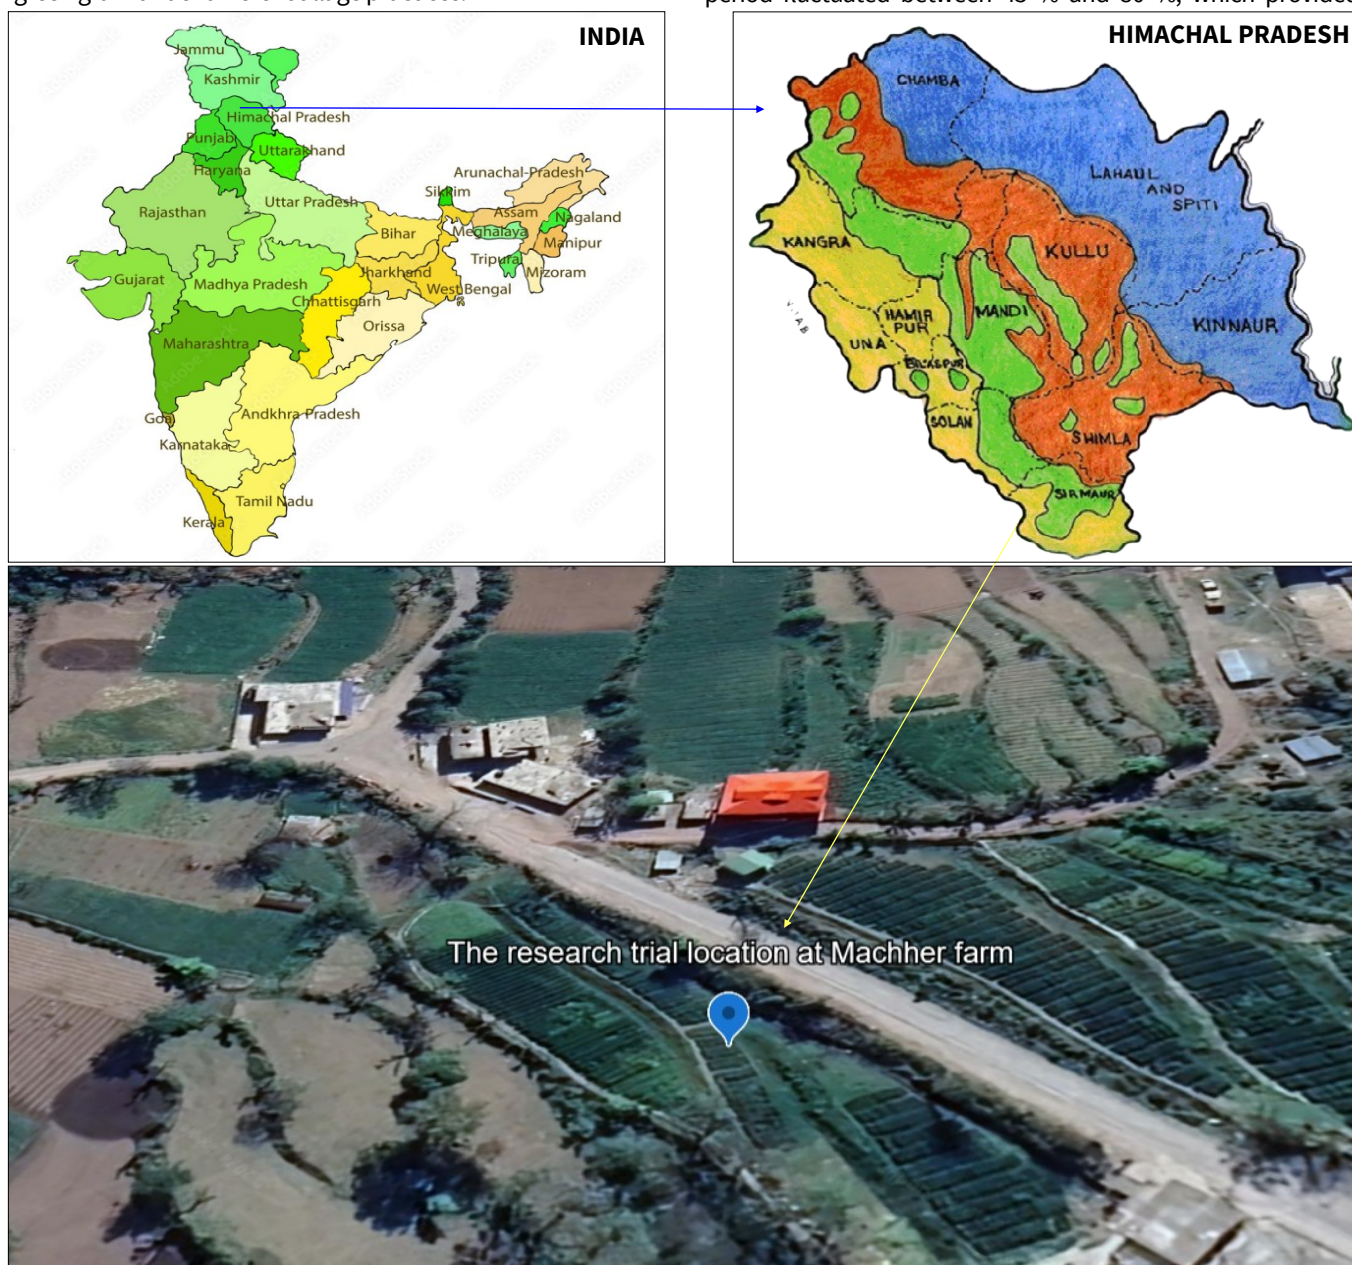 INDIA
Jammu
Kashmir
Himachal Pradesh
Punjab
Uttarakhand
Haryana
Arunachal-Pradesh
Sikkim
Uttar Pradesh
Rajasthan
Assam
Nagaland
Bihar
Meghalaya
Manipur
Tripura
Jharkhand
Mizoram
Gujarat
Madhya Pradesh
West Bengal
Chhattisgarh
Orissa
Maharashtra
Goa
Andkhra Pradesh
Karnataka
Tamil Nadu
Kerala
HIMACHAL PRADESH
CHAMBA
LAHAUL
AND
SPITI
KANGRA
KULLU
MANDI
HAMIR
PUR
KINNAUR
UNA
BILASPUR
SOLAN
SHIMLA
SIRMAUR
The research trial location at Machher farm